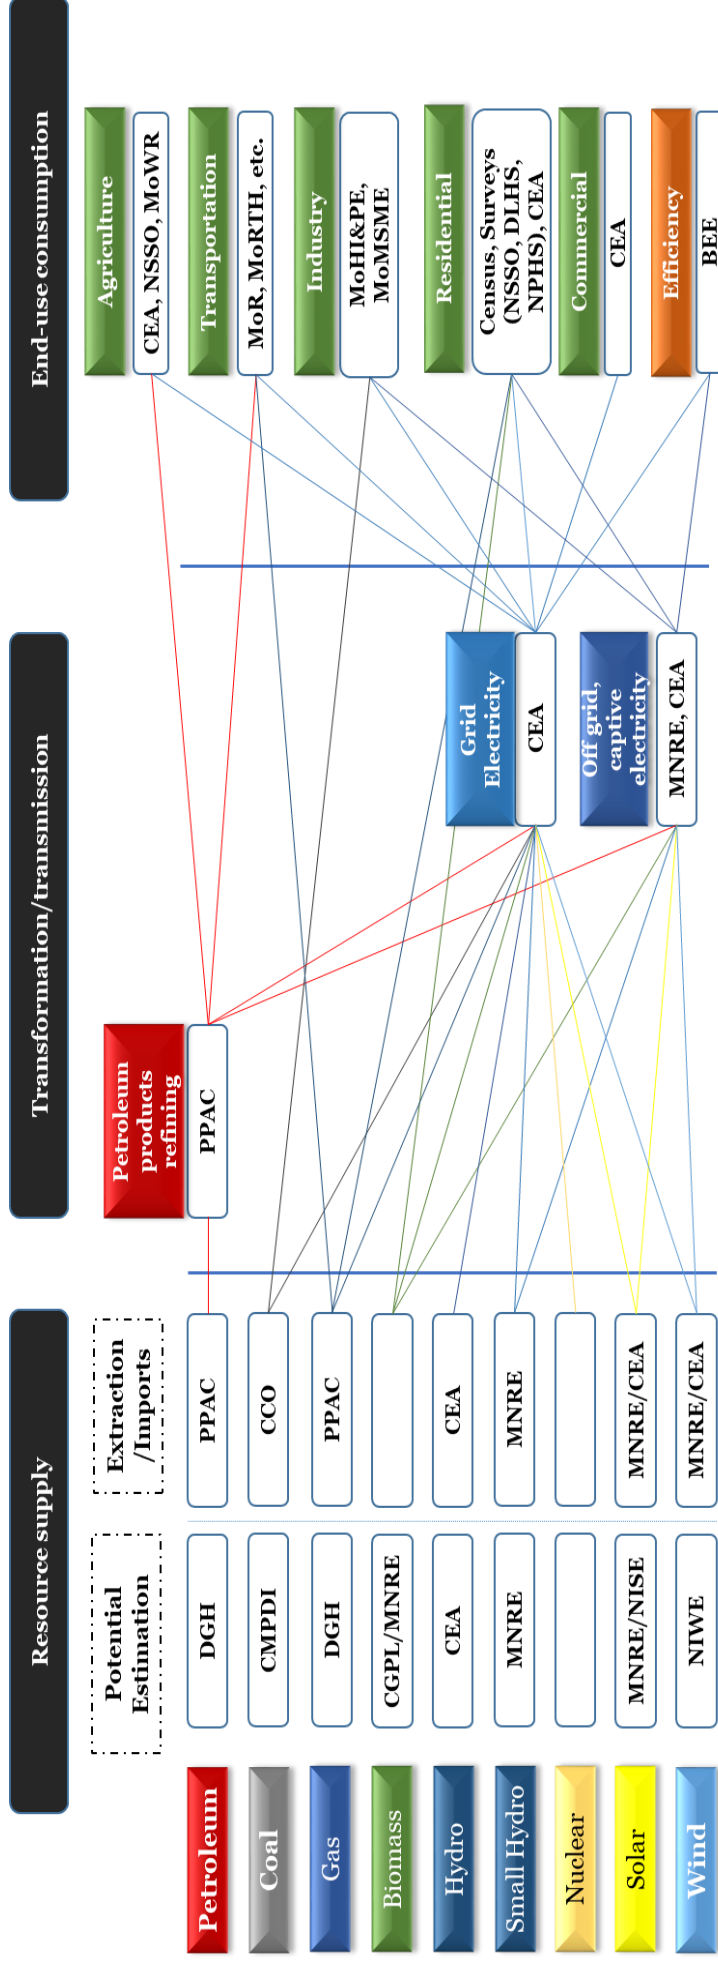 Resource supply
Transformation/transmission
End-use consumption
Potential
Estimation
Extraction
/Imports
Petroleum
products
refining
PPAC
Agriculture
CEA, NSSO, MoWR
Transportation
MoR, MoRTH, etc.
Industry
MoHI&PE,
MoMSME
Residential
Census, Surveys
(NSSO, DLHS,
NPHS), CEA
Commercial
CEA
Efficiency
BEE
Grid
Electricity
CEA
Off grid,
captive
electricity
MNRE, CEA
Petroleum
DGH
PPAC
Coal
CMPDI
CCO
Gas
DGH
PPAC
Biomass
CGPL/MNRE
Hydro
CEA
CEA
Small Hydro
MNRE
MNRE
Nuclear
Solar
MNRE/NISE
MNRE/CEA
Wind
NIWE
MNRE/CEA